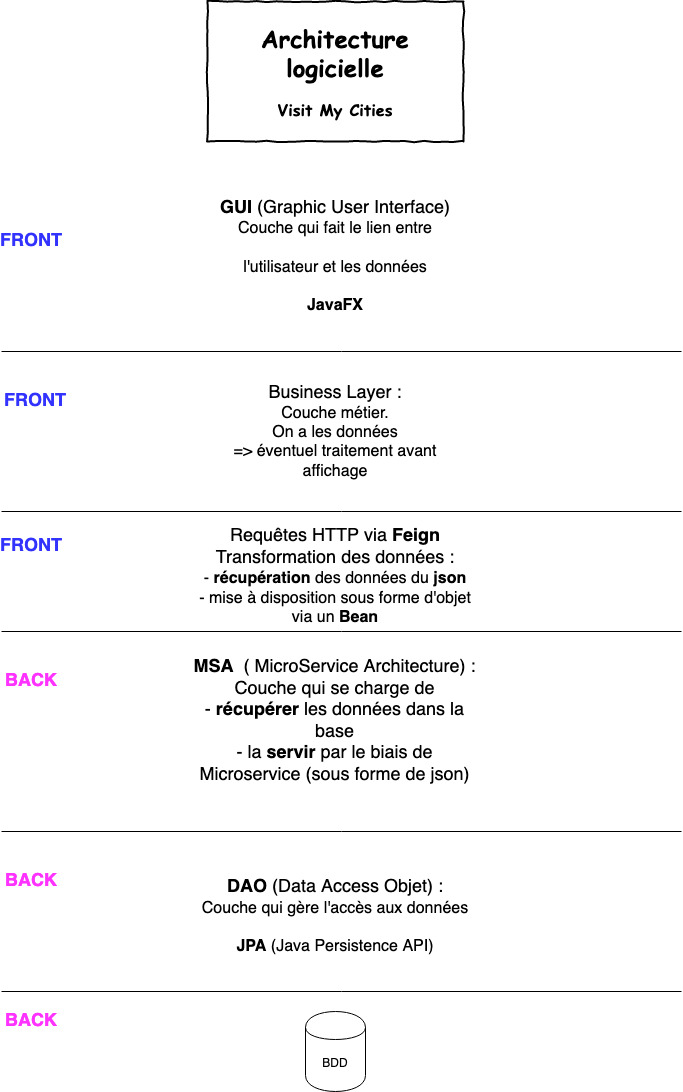 Architecture
logicielle
Visit My Cities
FRONT
GUI (Graphic User Interface)
Couche qui fait le lien entre
l'utilisateur et les données
JavaFX
FRONT
Business Layer :
Couche métier.
On a les données
=> éventuel traitement avant
affichage
FRONT
Requêtes HTTP via Feign
Transformation des données :
- récupération des données du json
- mise à disposition sous forme d'objet
via un Bean
BACK
MSA ( MicroService Architecture) :
Couche qui se charge de
- récupérer les données dans la
base
- la servir par le biais de
Microservice (sous forme de json)
BACK
DAO (Data Access Objet) :
Couche qui gère l'accès aux données
JPA (Java Persistence API)
BACK
BDD